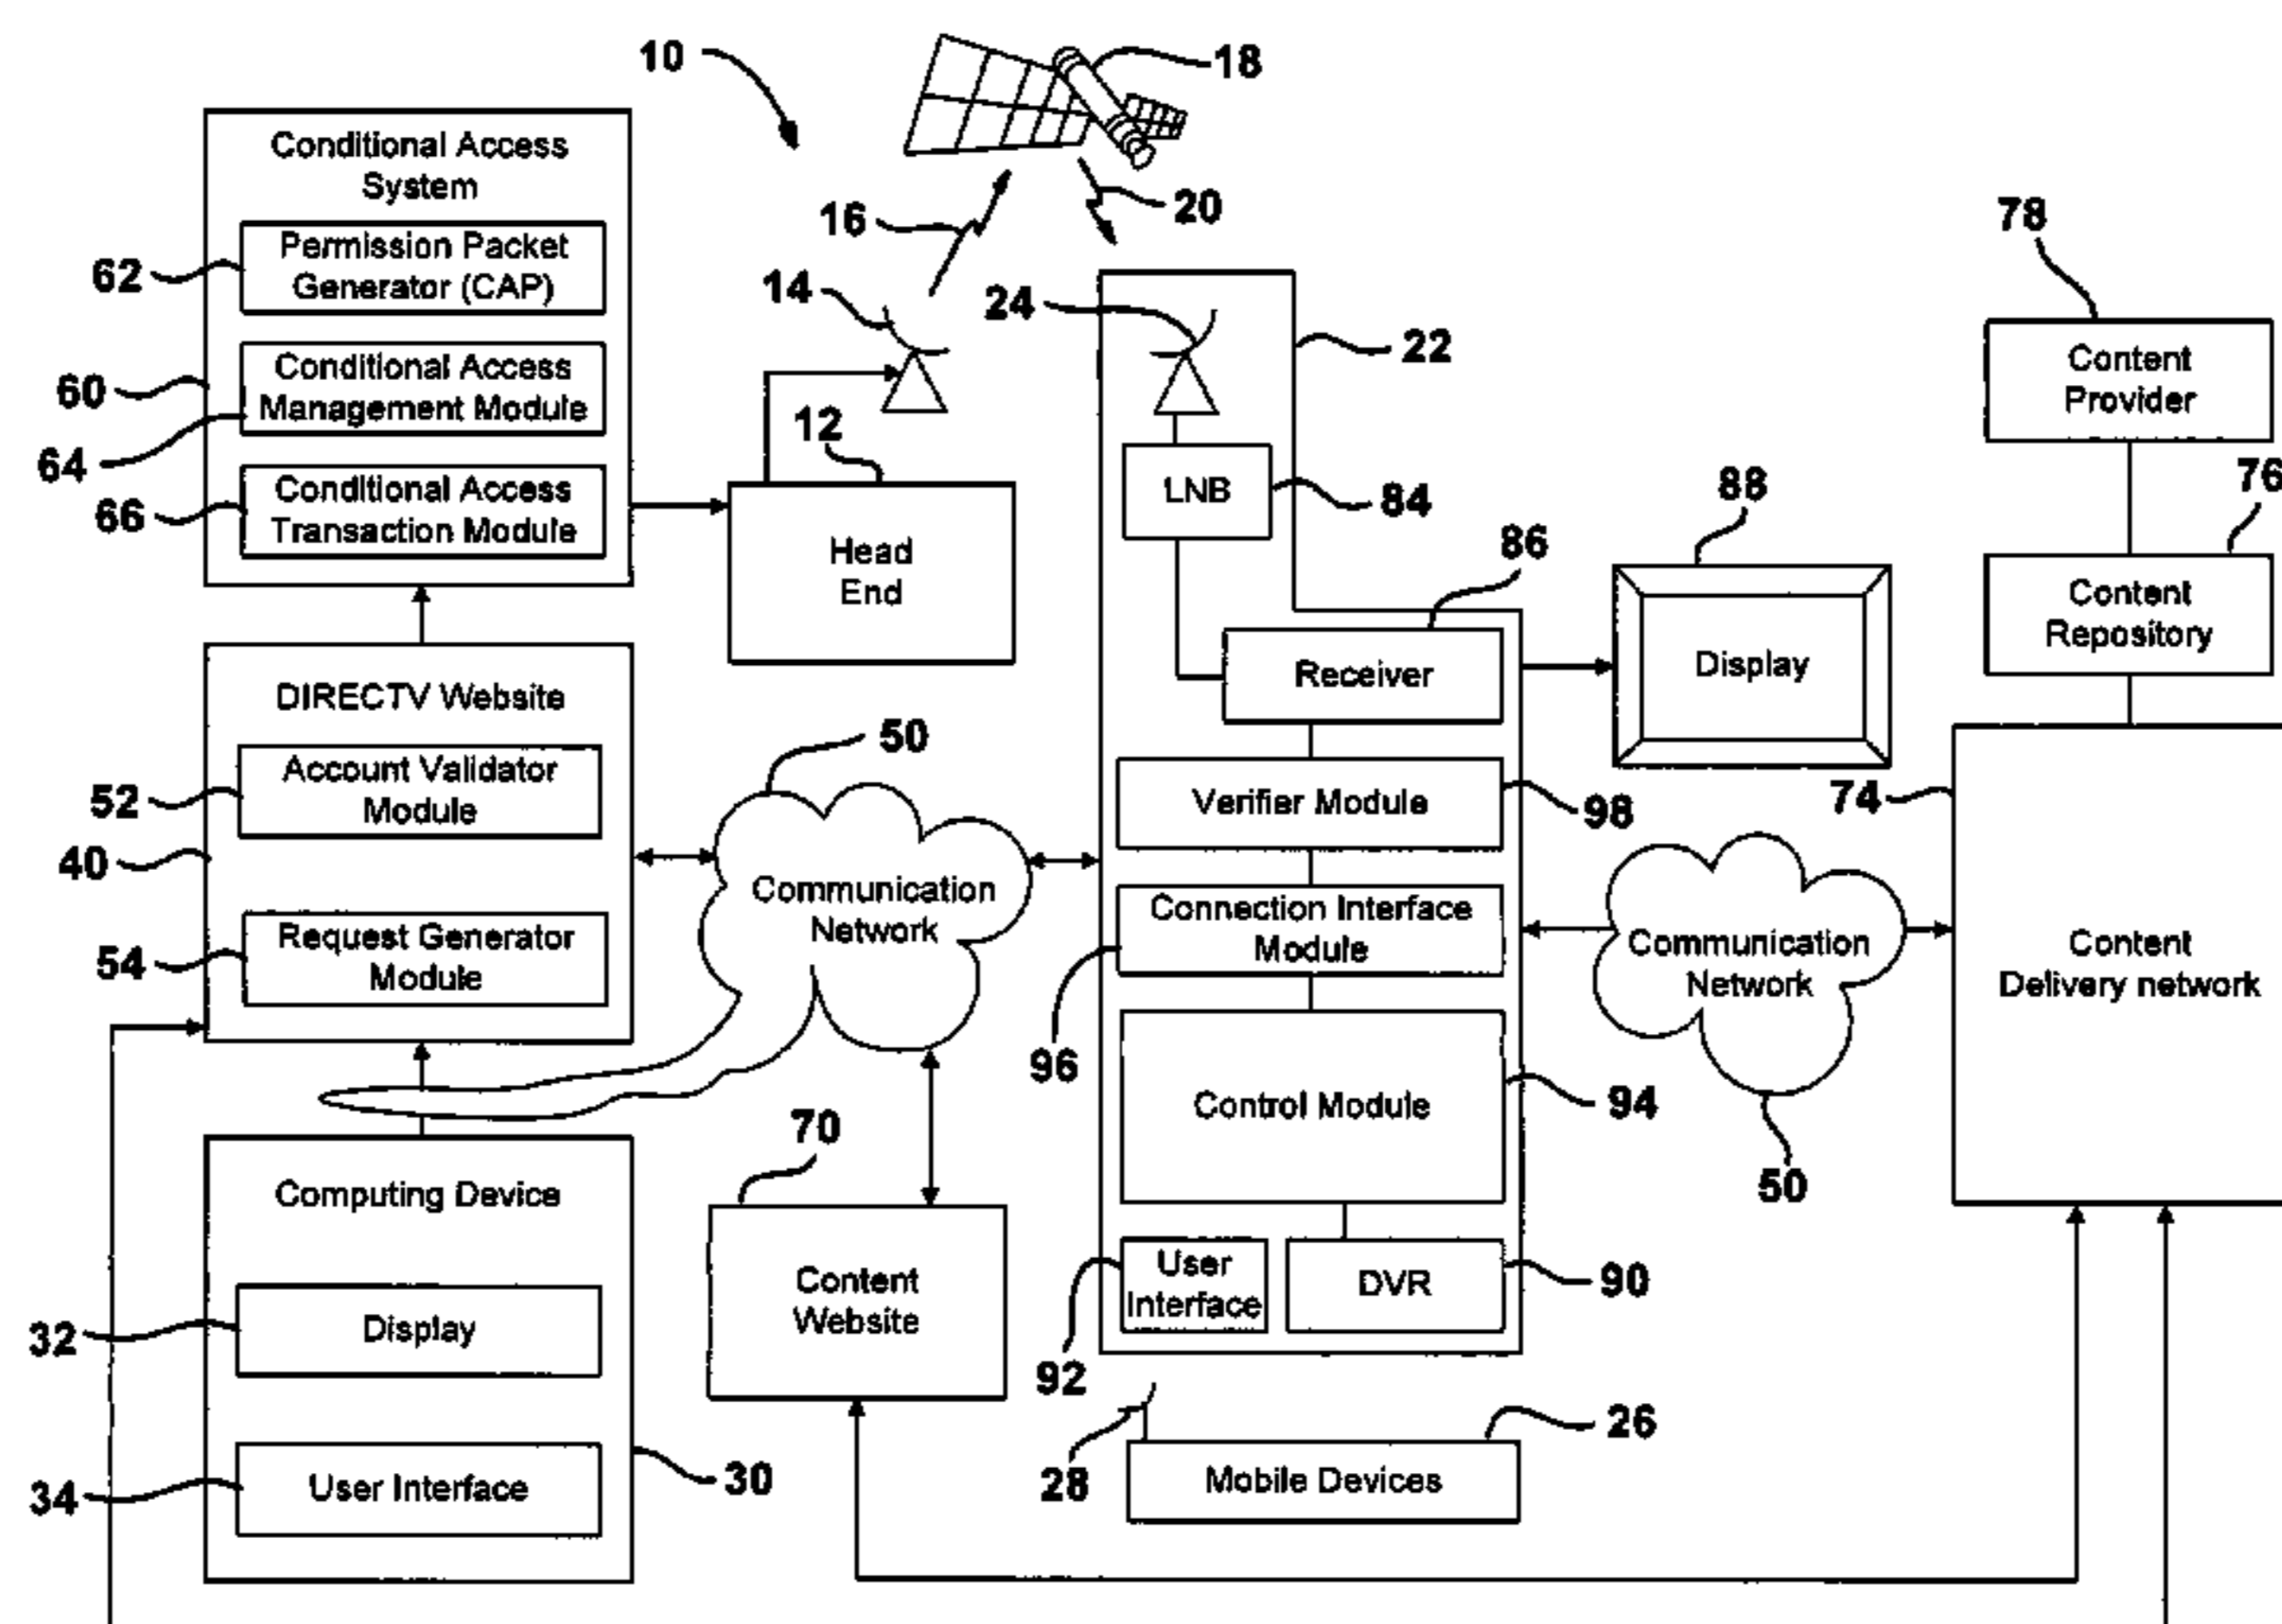 10
18
Conditional Access
System
16
20
78
62
Permission Packet
Generator (CAP)
14
24
22
Content
Provider
60
Conditional Access
Management Module
64
12
76
66
Conditional Access
Transaction Module
LNB
84
88
86
Head
End
Content
Repository
Receiver
Display
DIRECTV Website
50
52
Account Validator
Module
Verifier Module
98
74
40
Communication
Network
Connection Interface
Module
Communication
Network
Content
Delivery network
54
Request Generator
Module
96
Control Module
94
70
50
Computing Device
Content
Website
User
Interface
DVR
90
32
Display
92
28
26
34
User Interface
30
Mobile Devices